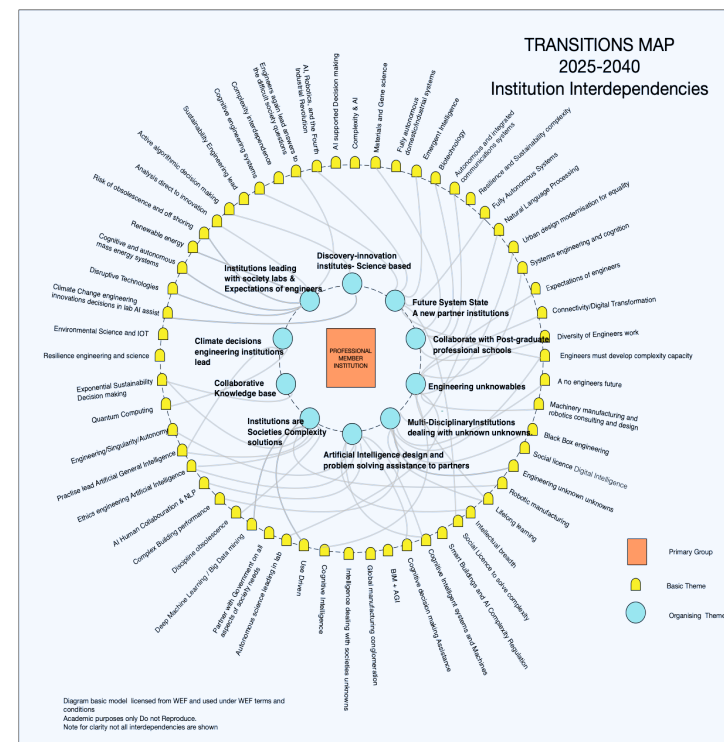 TRANSITIONS MAP
2025-2040
Institution Interdependencies
Engineers again lead answers to
the difficult society questions
AI, Robotics, and the Fourth
Industrial Revolution
AI supported Decision making
Complexity & AI
Materials and Gene science
Fully autonomous
domestic/industrial systems
Emergent Intelligence
Biotechnology
Autonomous and integrated
communications systems
Resilience and Sustainability complexity
Fully Autonomous Systems
Natural Language Processing
Urban design modernisation for equality
Systems engineering and cognition
Expectations of engineers
Connectivity/Digital Transformation
Diversity of Engineers work
Engineers must develop complexity capacity
A no engineers future
Machinery manufacturing and
robotics consulting and design
Black Box engineering
Social licence Digital Intelligence
Engineering unknown unknowns
Robotic manufacturing
Lifelong learning
Intellectual breadth
Social Licence to solve complexity
Smart Buildings and AI Complexity Regulation
Cognitive Intelligent systems and Machines
Cognitive decision making Assistance
BIM + AGI
Global manufacturing conglomeration
Intelligence dealing with societies unknowns
Cognitive Intelligence
Use Driven
Autonomous science leading in lab
Partner with Government on all
aspects of society needs
Deep Machine Learning / Big Data mining
Discipline obsolescence
Complex Building performance
AI Human Collabouration & NLP
Ethics engineering Artificial Intelligence
Practise lead Artificial General Intelligence
Engineering/Singularity/Autonomy
Quantum Computing
Exponential Sustainability
Decision making
Resilience engineering and science
Environmental Science and IOT
Climate Change engineering
innovations decisions in lab AI assist
Disruptive Technologies
Cognitive and autonomous
mass energy systems
Renewable energy
Risk of obsolescence and off shoring
Analysis direct to innovation
Active algorithmic decision making
Sustainability Engineering lead
Cognitive engineering systems
Complexity interdependence
Discovery-innovation
institutes- Science based
Institutions leading
with society labs &
Expectations of engineers
Future System State
A new partner institutions
Climate decisions
engineering institutions
lead
Collaborate with Post-graduate
professional schools
PROFESSIONAL
MEMBER
INSTITUTION
Collaborative
Knowledge base
Engineering unknowables
Institutions are
Societies Complexity
solutions
Multi-DisciplinaryInstitutions
dealing with unknown unknowns
Artificial Intelligence design and
problem solving assistance to partners
Primary Group
Basic Theme
Organising Theme
Diagram basic model licensed from WEF and used under WEF terms and
conditions
Academic purposes only Do not Reproduce.
Note for clarity not all interdependencies are shown